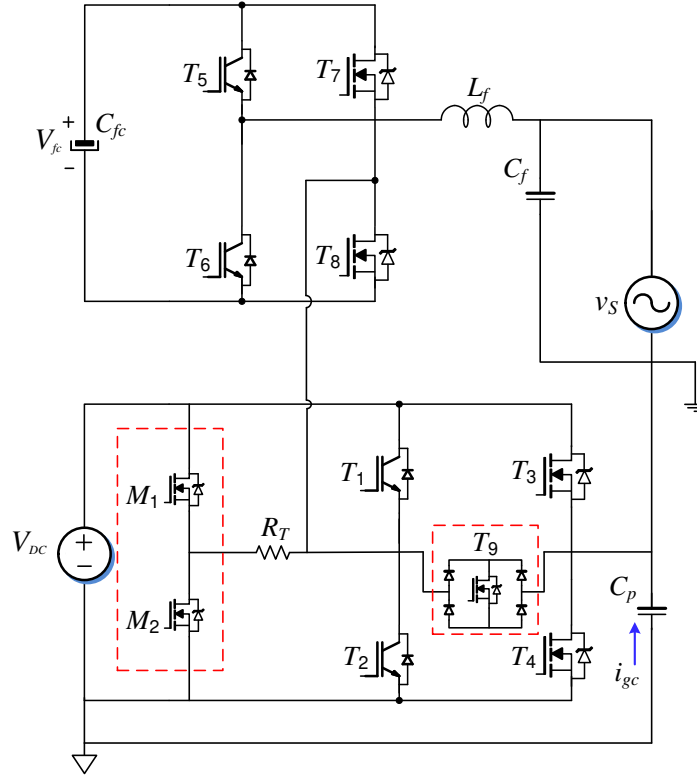 T5
T7
Lf
+
Vfc
Cfc
−
Cf
T6
T8
vS
T1
T3
M1
RT
T9
VDC
+
−
Cp
M2
T2
T4
igc